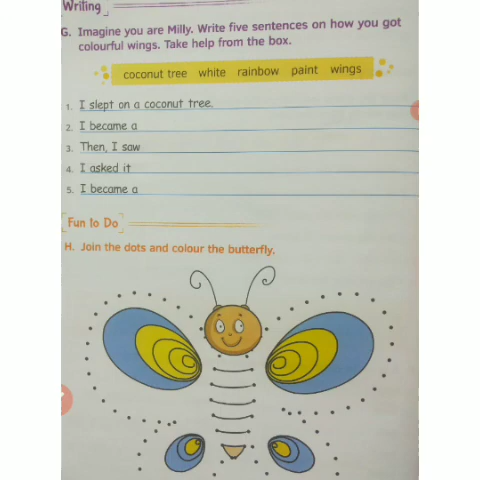 Writing
G. Imagine you are Milly. Write five sentences on how you got
colourful wings. Take help from the box.
coconut tree white rainbow paint wings
1. I slept on a coconut tree.
2. I became a
3. Then, I saw
4. I asked it
5. I became a
Fun to Do
H. Join the dots and colour the butterfly.